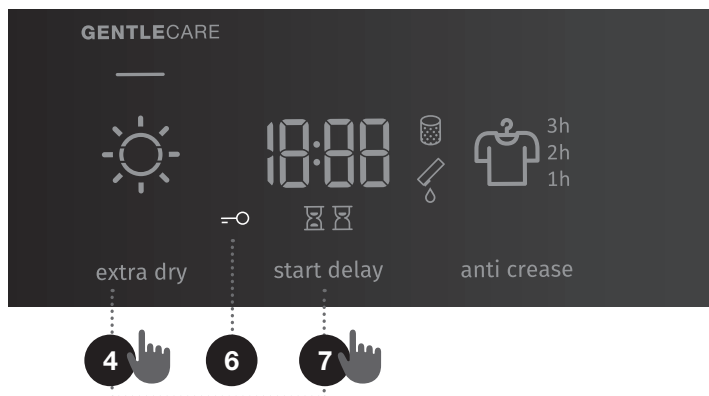 GENTLECARE
18:88
3h
2h
1h
extra dry
start delay
anti crease
4
6
7